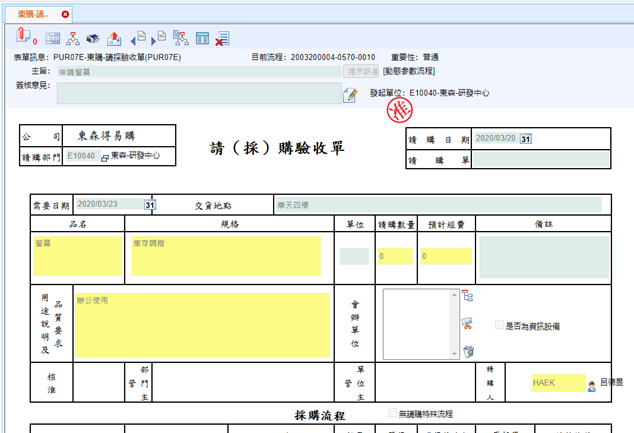 東購-請..
0
表單訊息：PUR07E-東購-請採驗收單(PUR07E) 目前流程：2003200004-0570-0010 重要性：普通
主旨：申請螢幕 提示訊息 [動態參數流程]
簽核意見： 發起單位：E10040-東森-研發中心
准
公司 東森得易購
請購部門 E10040 東森-研發中心
請（採）購驗收單
請購日期 2020/03/20 31
請購單
需要日期 2020/03/23 31 交貨地點 摩天四樓
品名 規格 單位 請購數量 預計經費 備註
螢幕 庫存調撥 0 0
用途說明及品質要求 辦公使用 會辦單位 是否為資訊設備
核准 部門主管 單位主管 請購人 HAEK 呂德昱
採購流程 無請購特殊流程